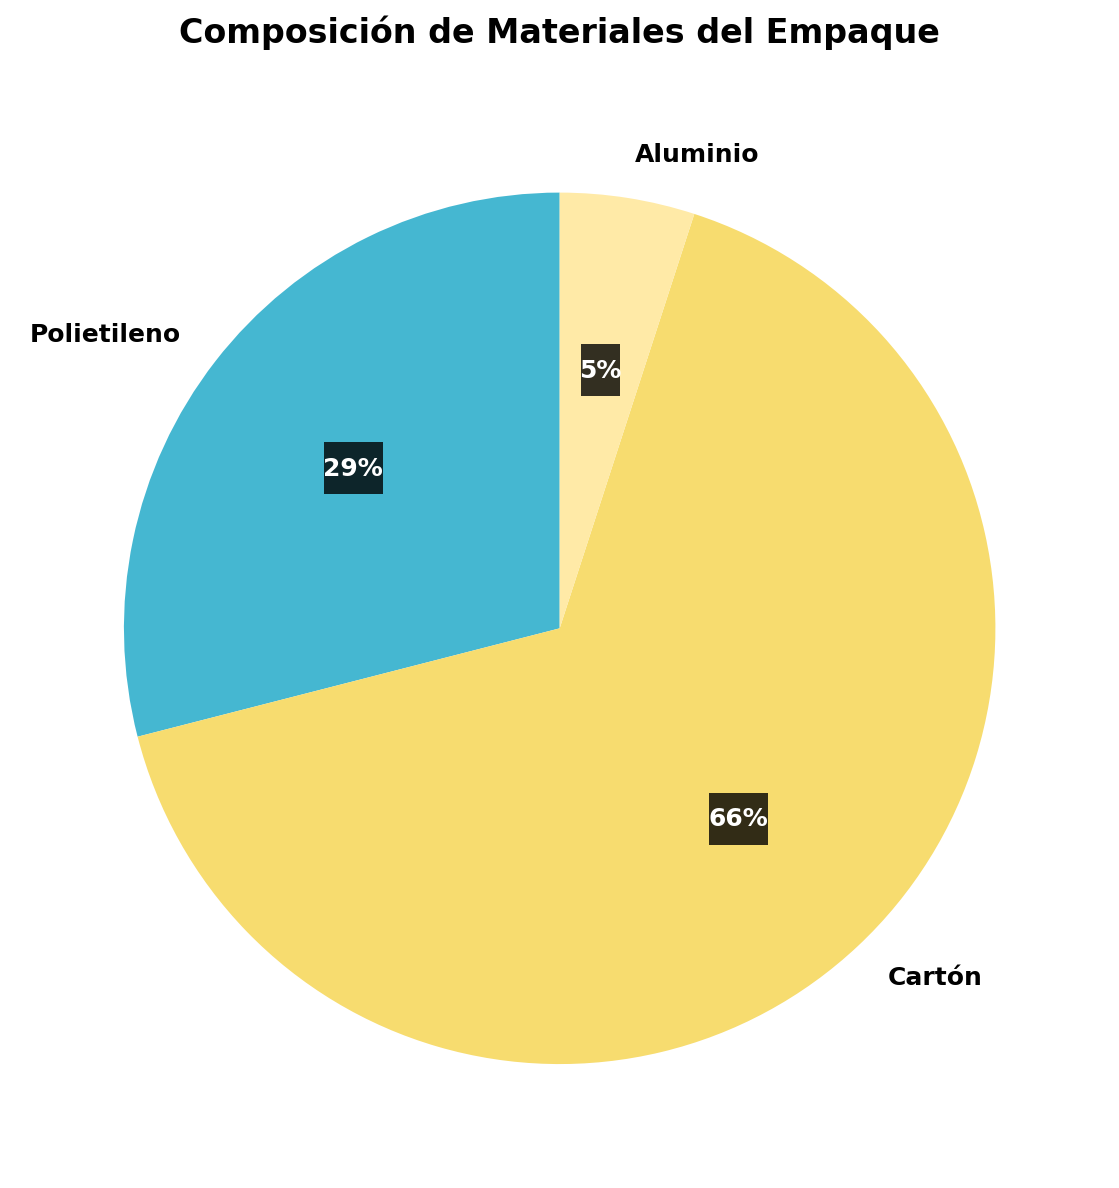 Composición de Materiales del Empaque
Aluminio
Polietileno
5%
29%
66%
Cartón